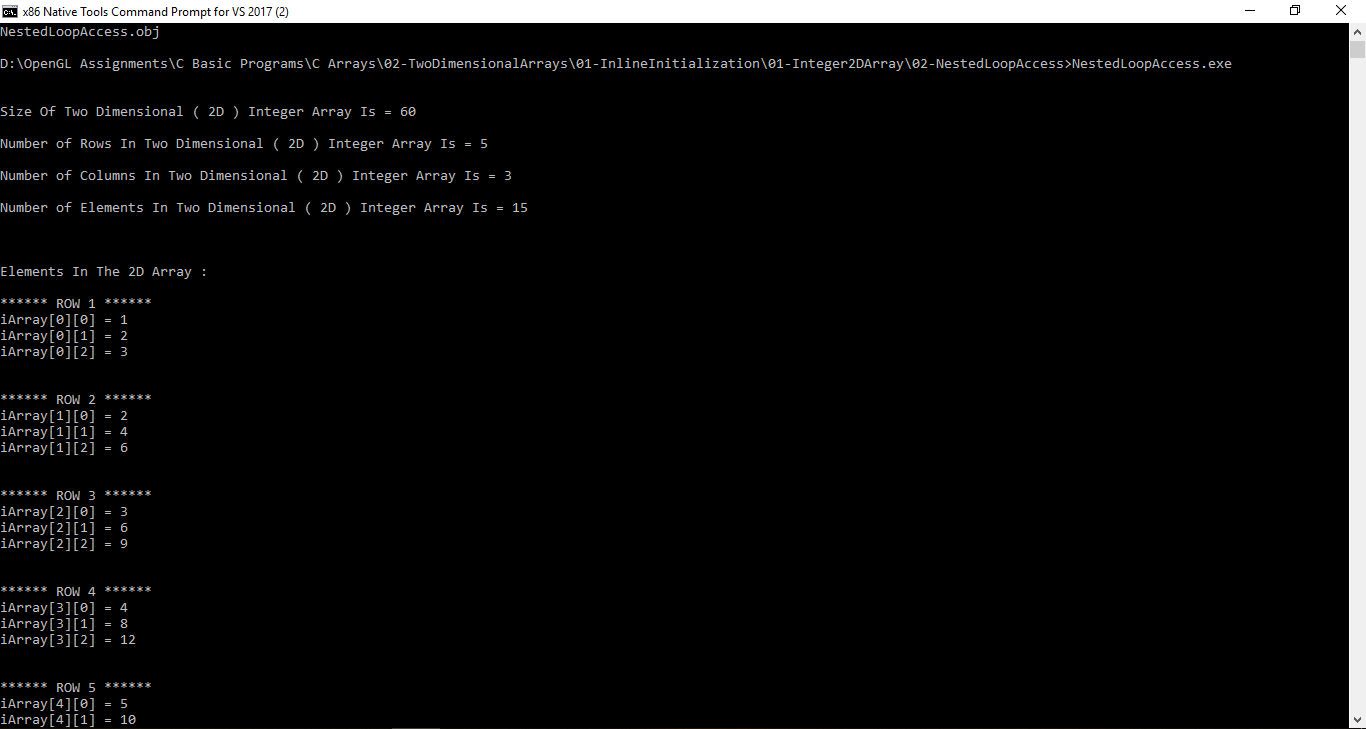 x86 Native Tools Command Prompt for VS 2017 (2)
NestedLoopAccess.obj
D:\OpenGL Assignments\C Basic Programs\C Arrays\02-TwoDimensionalArrays\01-InlineInitialization\01-Integer2DArray\02-NestedLoopAccess>NestedLoopAccess.exe
Size Of Two Dimensional ( 2D ) Integer Array Is = 60
Number of Rows In Two Dimensional ( 2D ) Integer Array Is = 5
Number of Columns In Two Dimensional ( 2D ) Integer Array Is = 3
Number of Elements In Two Dimensional ( 2D ) Integer Array Is = 15
Elements In The 2D Array :
****** ROW 1 ******
iArray[0][0] = 1
iArray[0][1] = 2
iArray[0][2] = 3
****** ROW 2 ******
iArray[1][0] = 2
iArray[1][1] = 4
iArray[1][2] = 6
****** ROW 3 ******
iArray[2][0] = 3
iArray[2][1] = 6
iArray[2][2] = 9
****** ROW 4 ******
iArray[3][0] = 4
iArray[3][1] = 8
iArray[3][2] = 12
****** ROW 5 ******
iArray[4][0] = 5
iArray[4][1] = 10